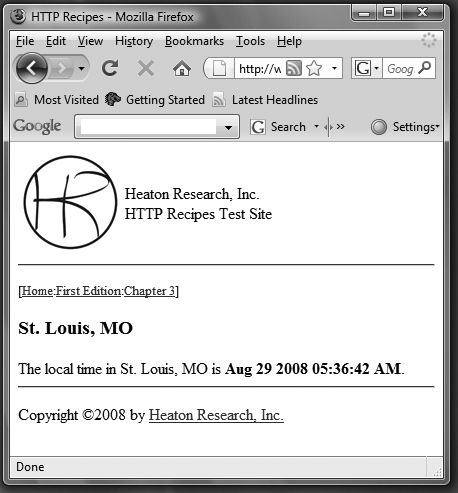 HTTP Recipes - Mozilla Firefox
File Edit View History Bookmarks Tools Help
http://w G Goog
Most Visited Getting Started Latest Headlines
Google G Search »  Settings
HR Heaton Research, Inc.
HTTP Recipes Test Site
[Home:First Edition:Chapter 3]
St. Louis, MO
The local time in St. Louis, MO is Aug 29 2008 05:36:42 AM.
Copyright ©2008 by Heaton Research, Inc.
Done